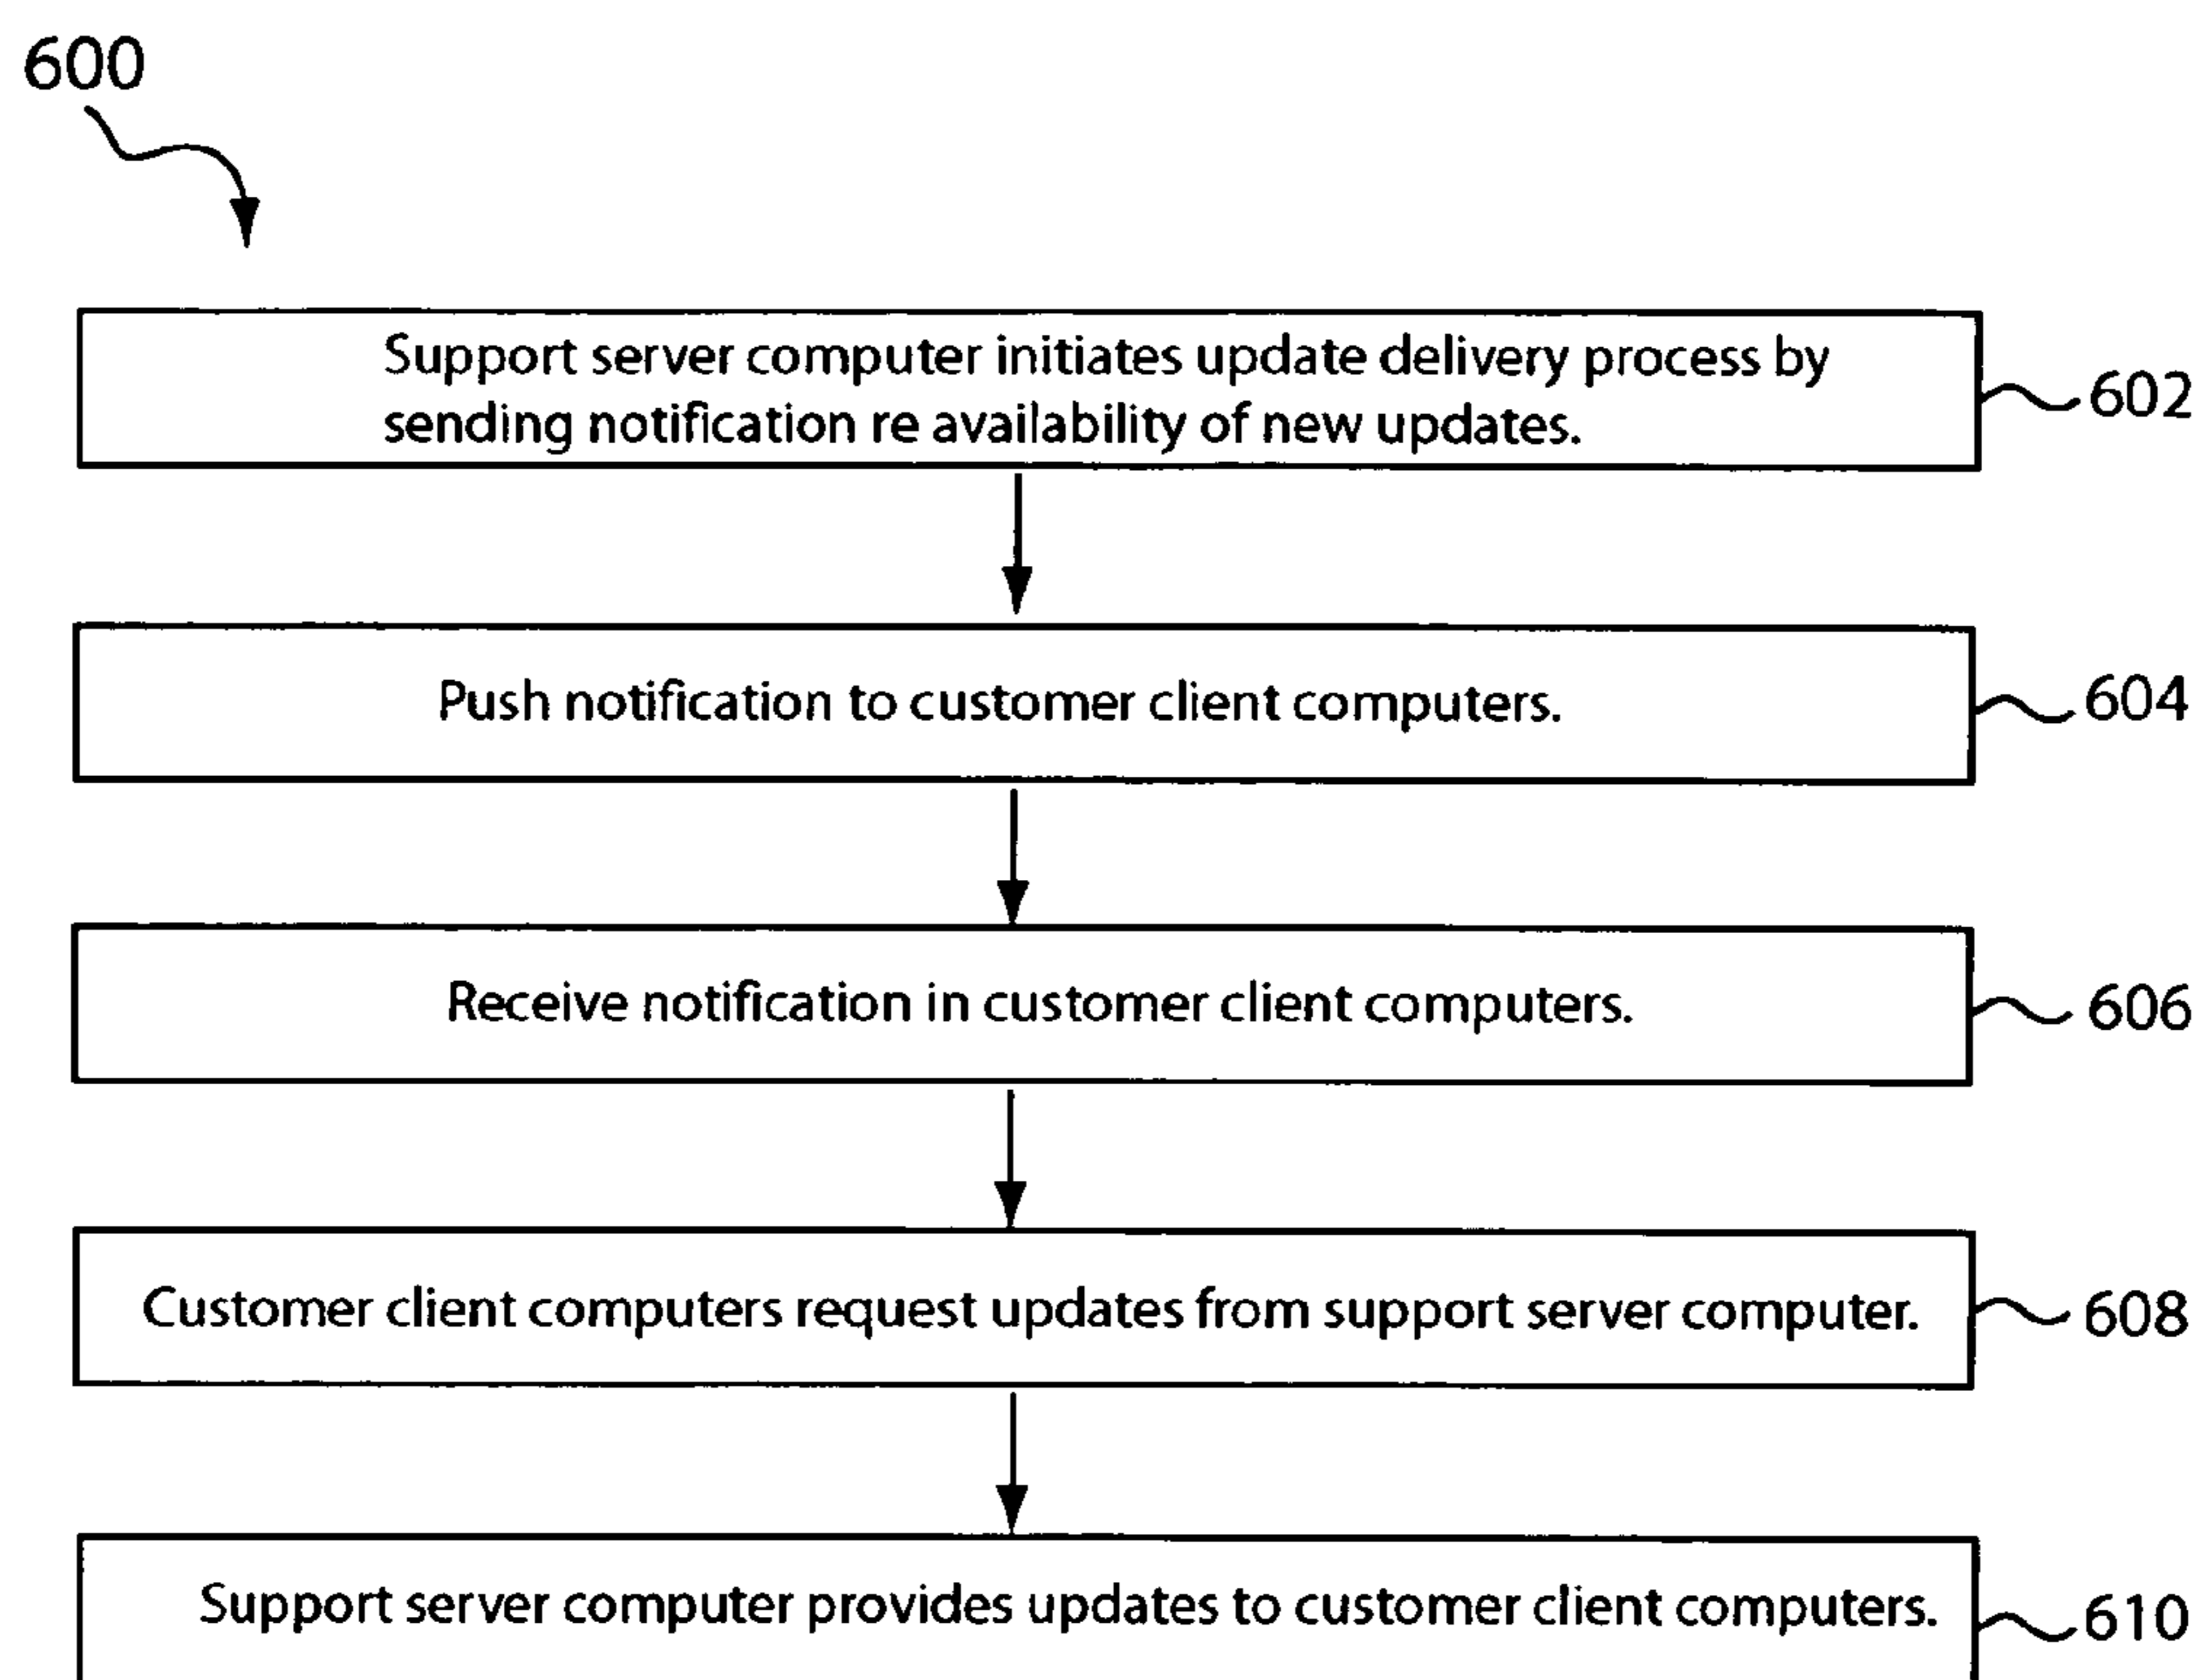 600
Support server computer initiates update delivery process by
sending notification re availability of new updates.
602
Push notification to customer client computers.
604
Receive notification in customer client computers.
606
Customer client computers request updates from support server computer.
608
Support server computer provides updates to customer client computers.
610